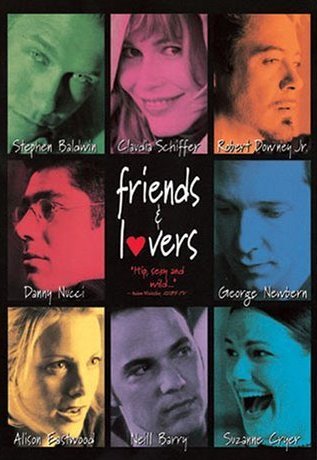 Stephen Baldwin
Claudia Schiffer
Robert Downey Jr.
friends
&
lovers
"Hip, sexy and
wild..."
Danny Nucci
George Newbern
Alison Eastwood
Neill Barry
Suzanne Cryer